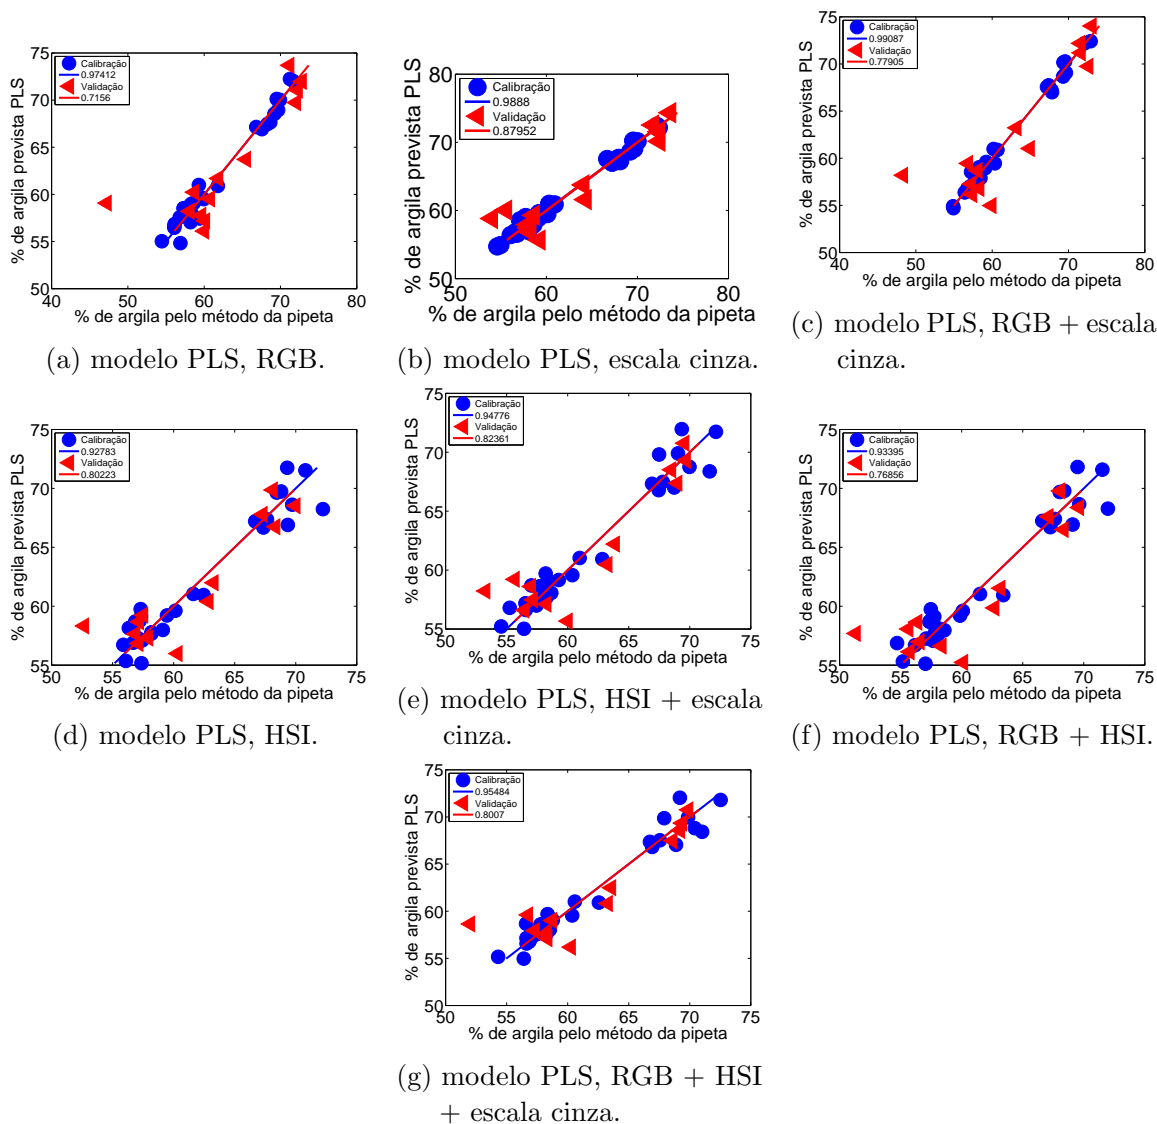 % de argila prevista PLS
75
70
65
60
55
50
40
50
60
70
80
Calibração
0.97412
Validação
0.7156
% de argila pelo método da pipeta
(a) modelo PLS, RGB.
% de argila prevista PLS
80
70
60
50
50
60
70
80
Calibração
0.9888
Validação
0.87952
% de argila pelo método da pipeta
(b) modelo PLS, escala cinza.
% de argila prevista PLS
75
70
65
60
55
50
40
50
60
70
80
Calibração
0.99087
Validação
0.77905
% de argila pelo método da pipeta
(c) modelo PLS, RGB + escala
cinza.
% de argila prevista PLS
75
70
65
60
55
50
55
60
65
70
75
Calibração
0.92783
Validação
0.80223
% de argila pelo método da pipeta
(d) modelo PLS, HSI.
% de argila prevista PLS
75
70
65
60
55
50
55
60
65
70
75
Calibração
0.94776
Validação
0.82361
% de argila pelo método da pipeta
(e) modelo PLS, HSI + escala
cinza.
% de argila prevista PLS
75
70
65
60
55
50
55
60
65
70
75
Calibração
0.93395
Validação
0.76856
% de argila pelo método da pipeta
(f) modelo PLS, RGB + HSI.
% de argila prevista PLS
75
70
65
60
55
50
50
55
60
65
70
75
Calibração
0.95484
Validação
0.8007
% de argila pelo método da pipeta
(g) modelo PLS, RGB + HSI
+ escala cinza.